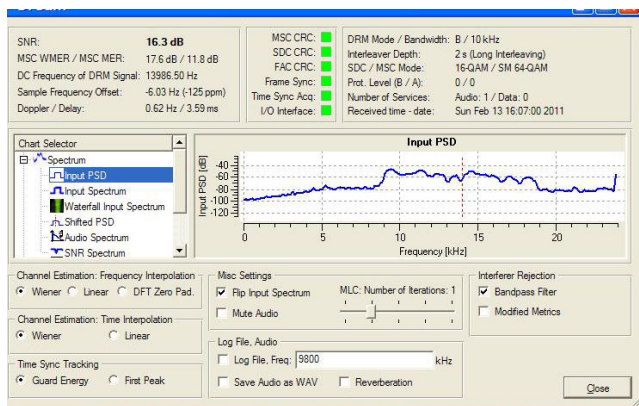 SNR: 16.3 dB
MSC WMER / MSC MER: 17.6 dB / 11.8 dB
DC Frequency of DRM Signal: 13986.50 Hz
Sample Frequency Offset: -6.03 Hz (-125 ppm)
Doppler / Delay: 0.62 Hz / 3.59 ms
MSC CRC:
SDC CRC:
FAC CRC:
Frame Sync:
Time Sync Acq:
I/O Interface:
DRM Mode / Bandwidth: B / 10 kHz
Interleaver Depth: 2 s (Long Interleaving)
SDC / MSC Mode: 16-QAM / SM 64-QAM
Prot. Level (B / A): 0 / 0
Number of Services: Audio: 1 / Data: 0
Received time - date: Sun Feb 13 16:07:00 2011
Chart Selector
Spectrum
Input PSD
Input Spectrum
Waterfall Input Spectrum
Shifted PSD
Audio Spectrum
SNR Spectrum
Input PSD
Input PSD [dB]
-40
-60
-80
-100
-120
0 5 10 15 20
Frequency [kHz]
Channel Estimation: Frequency Interpolation
Wiener Linear DFT Zero Pad.
Channel Estimation: Time Interpolation
Wiener Linear
Time Sync Tracking
Guard Energy First Peak
Misc Settings
Flip Input Spectrum
Mute Audio
MLC: Number of Iterations: 1
Log File, Audio
Log File, Freq: 9800 kHz
Save Audio as WAV Reverberation
Interferer Rejection
Bandpass Filter
Modified Metrics
Close